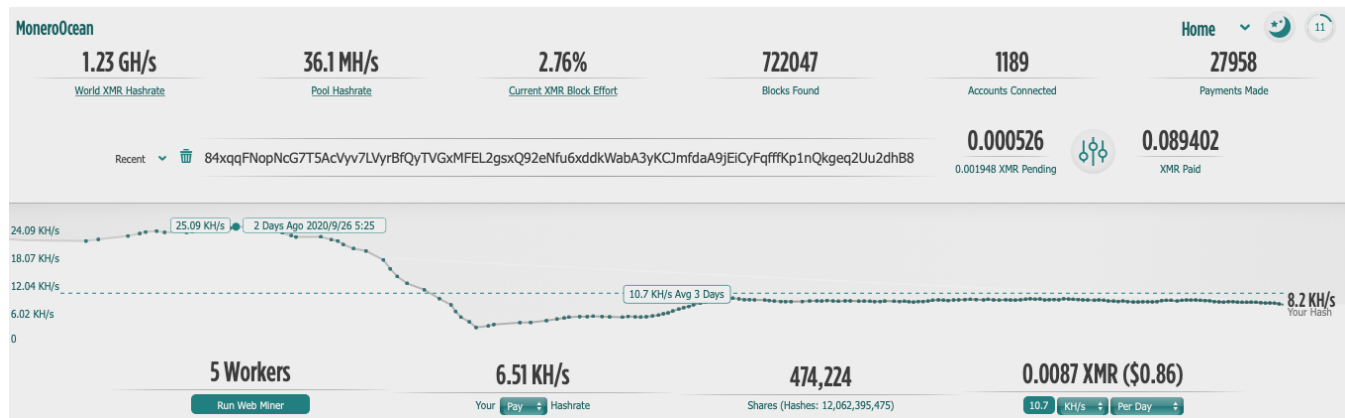 MoneroOcean
Home
11
1.23 GH/s
World XMR Hashrate
36.1 MH/s
Pool Hashrate
2.76%
Current XMR Block Effort
722047
Blocks Found
1189
Accounts Connected
27958
Payments Made
Recent
84xqqFNopNcG7T5AcVyv7LVyrBfQyTVGxMFEL2gsxQ92eNfu6xddkWabA3yKCJmfdaA9jEiCyFqfffKp1nQkgeq2Uu2dhB8
0.000526
0.001948 XMR Pending
0.089402
XMR Paid
24.09 KH/s
25.09 KH/s
2 Days Ago 2020/9/26 5:25
18.07 KH/s
12.04 KH/s
10.7 KH/s Avg 3 Days
8.2 KH/s
Your Hash
6.02 KH/s
0
5 Workers
Run Web Miner
6.51 KH/s
Your Pay Hashrate
474,224
Shares (Hashes: 12,062,395,475)
0.0087 XMR ($0.86)
10.7 KH/s Per Day